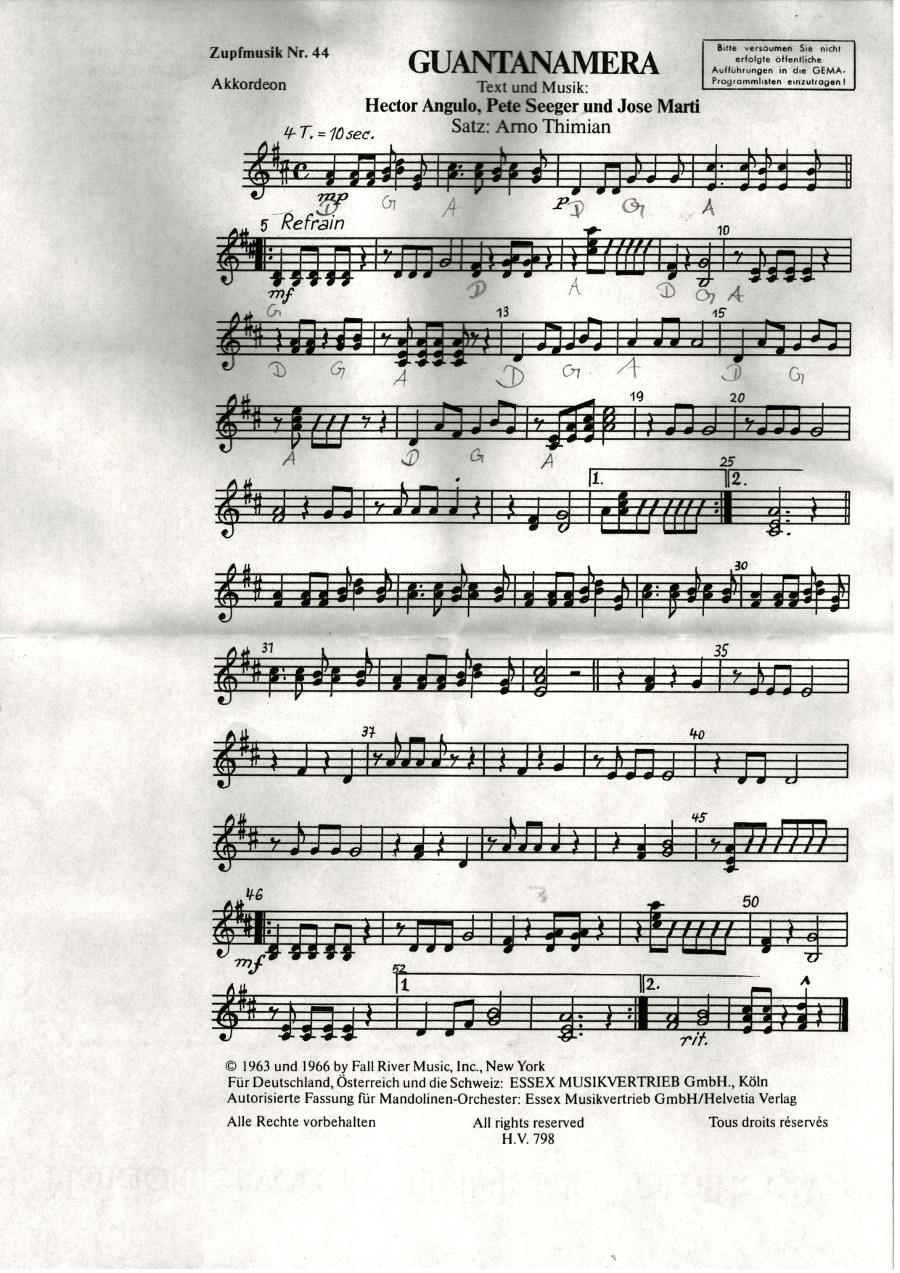 Zupfmusik Nr. 44
GUANTANAMERA
Bitte versäumen Sie nicht
erfolgte öffentliche
Aufführungen in die GEMA-
Programmlisten einzutragen!
Akkordeon
Text und Musik:
Hector Angulo, Pete Seeger und Jose Marti
Satz: Arno Thimian
4 T. = 10 sec.
mp p
D G A D G A
5 Refrain 10
mf
D A D G A
G
13 15
D G A D G A D G
19 20
A D G A
25
1. 2.
30
31 35
37 40
45
46 50
mf
52
1 2.
rit.
© 1963 und 1966 by Fall River Music, Inc., New York
Für Deutschland, Österreich und die Schweiz: ESSEX MUSIKVERTRIEB GmbH., Köln
Autorisierte Fassung für Mandolinen-Orchester: Essex Musikvertrieb GmbH/Helvetia Verlag
Alle Rechte vorbehalten All rights reserved Tous droits réservés
H.V. 798